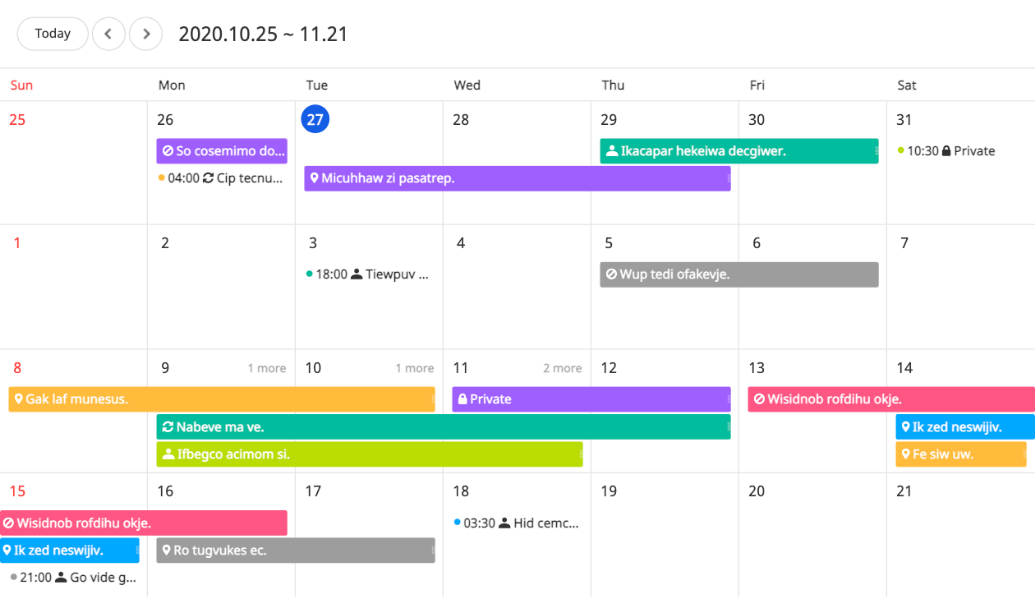 Today
2020.10.25 ~ 11.21
Sun Mon Tue Wed Thu Fri Sat
25 26 27 28 29 30 31
So cosemimo do...
Ikacapar hekeiwa decgiwer.
10:30 Private
04:00 Cip tecnu...
Micuhhaw zi pasatrep.
1 2 3 4 5 6 7
18:00 Tiewpuv ...
Wup tedi ofakevje.
8 9 1 more 10 1 more 11 2 more 12 13 14
Gak laf munesus.
Private
Wisidnob rofdihu okje.
Nabeve ma ve.
Ik zed neswijiv.
Ifbegco acimom si.
Fe siw uw.
15 16 17 18 19 20 21
Wisidnob rofdihu okje.
03:30 Hid cemc...
Ik zed neswijiv.
Ro tugvukes ec.
21:00 Go vide g...